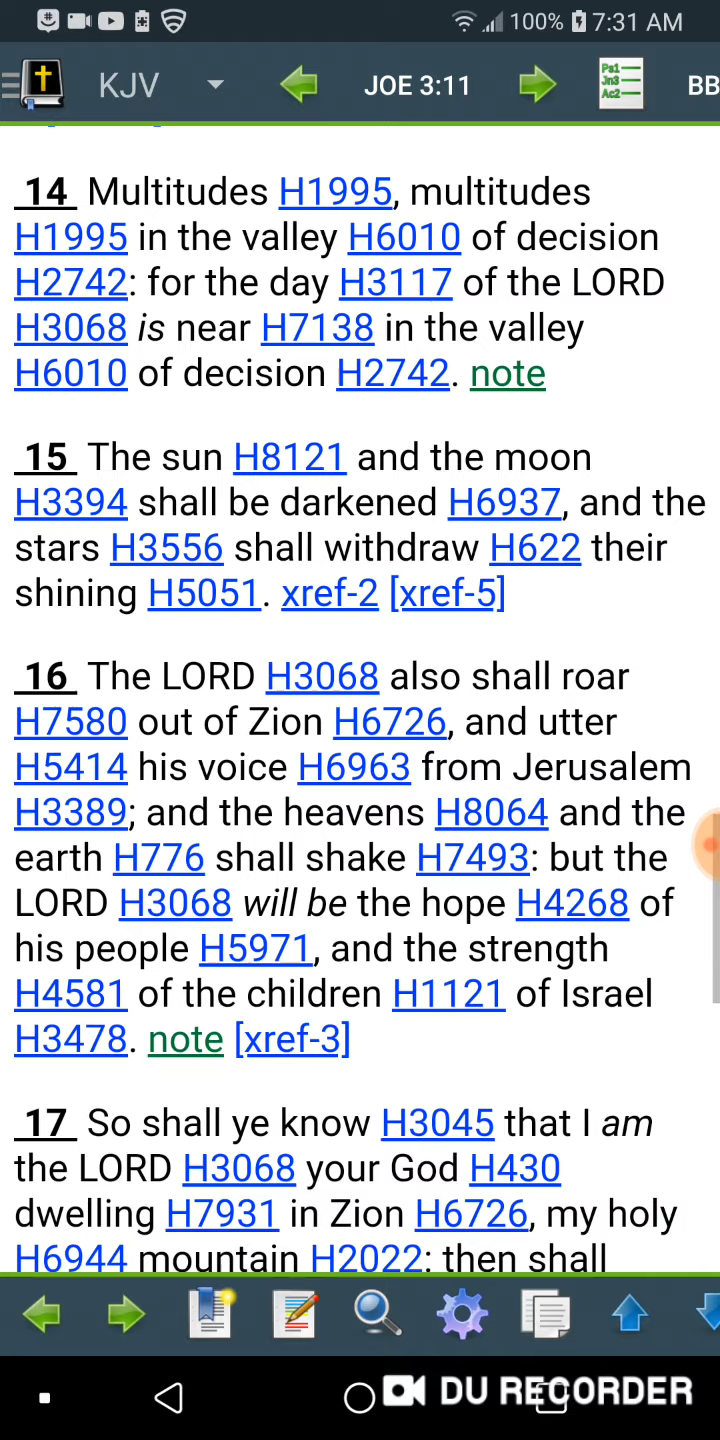 100% 7:31 AM
KJV JOE 3:11 Ps1 Jn3 Ac2 BB
14 Multitudes H1995, multitudes
H1995 in the valley H6010 of decision
H2742: for the day H3117 of the LORD
H3068 is near H7138 in the valley
H6010 of decision H2742. note
15 The sun H8121 and the moon
H3394 shall be darkened H6937, and the
stars H3556 shall withdraw H622 their
shining H5051. xref-2 [xref-5]
16 The LORD H3068 also shall roar
H7580 out of Zion H6726, and utter
H5414 his voice H6963 from Jerusalem
H3389; and the heavens H8064 and the
earth H776 shall shake H7493: but the
LORD H3068 will be the hope H4268 of
his people H5971, and the strength
H4581 of the children H1121 of Israel
H3478. note [xref-3]
17 So shall ye know H3045 that I am
the LORD H3068 your God H430
dwelling H7931 in Zion H6726, my holy
H6944 mountain H2022: then shall
DU RECORDER